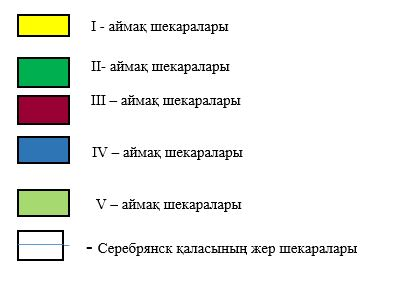 I - аймақ шекаралары
II- аймақ шекаралары
III – аймақ шекаралары
IV – аймақ шекаралары
V – аймақ шекаралары
- Серебрянск қаласының жер шекаралары